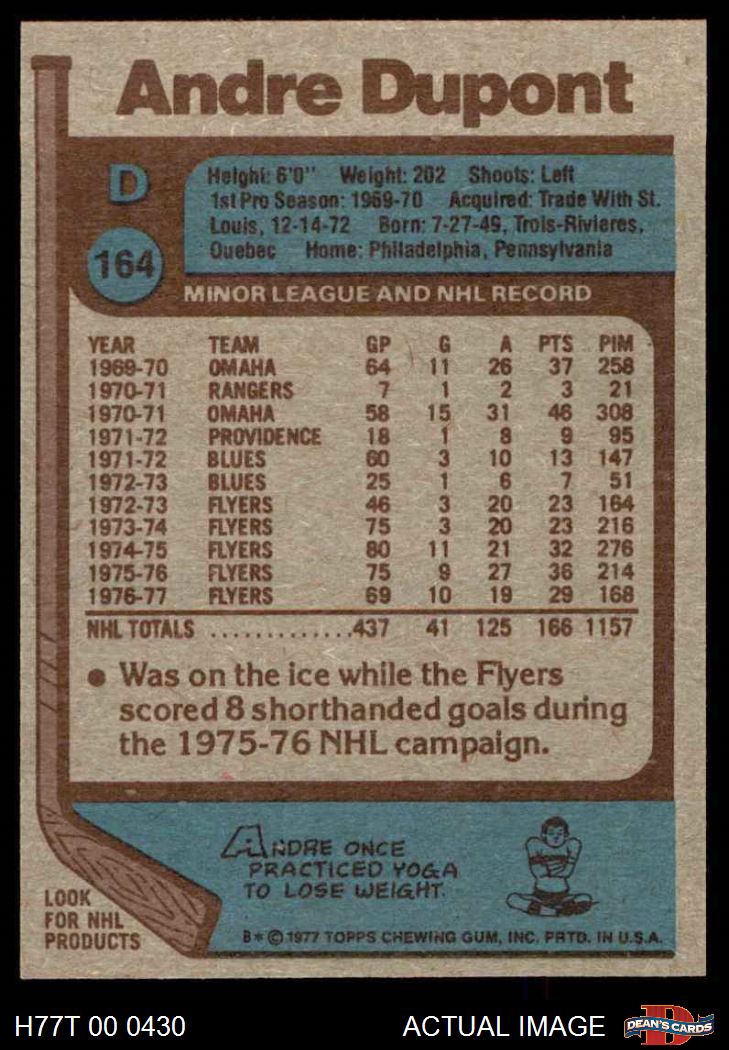 Andre Dupont
D
Height: 6'0" Weight: 202 Shoots: Left
1st Pro Season: 1969-70 Acquired: Trade With St.
Louis, 12-14-72 Born: 7-27-49, Trois-Rivieres,
Quebec Home: Philadelphia, Pennsylvania
164
MINOR LEAGUE AND NHL RECORD
YEAR TEAM GP G A PTS PIM
1969-70 OMAHA 64 11 26 37 258
1970-71 RANGERS 7 1 2 3 21
1970-71 OMAHA 58 15 31 46 308
1971-72 PROVIDENCE 18 1 8 9 95
1971-72 BLUES 60 3 10 13 147
1972-73 BLUES 25 1 6 7 51
1972-73 FLYERS 46 3 20 23 164
1973-74 FLYERS 75 3 20 23 216
1974-75 FLYERS 80 11 21 32 276
1975-76 FLYERS 75 9 27 36 214
1976-77 FLYERS 69 10 19 29 168
NHL TOTALS .............437 41 125 166 1157
● Was on the ice while the Flyers
scored 8 shorthanded goals during
the 1975-76 NHL campaign.
ANDRE ONCE
PRACTICED YOGA
TO LOSE WEIGHT.
LOOK
FOR NHL
PRODUCTS
B* © 1977 TOPPS CHEWING GUM, INC. PRTD. IN U.S.A.
H77T 00 0430 ACTUAL IMAGE
D
DEAN'S CARDS